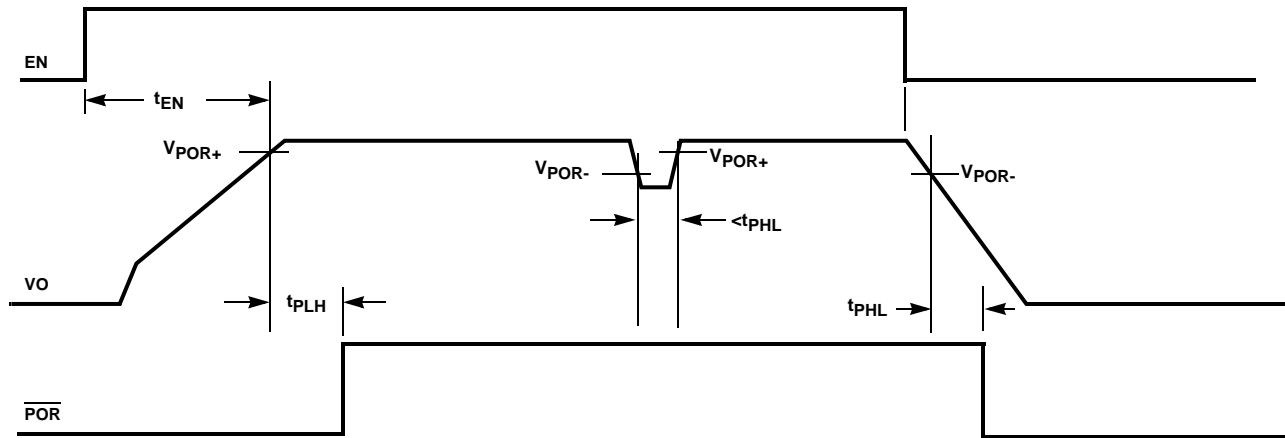 EN
tEN
VPOR+
VPOR-
VPOR+
VPOR-
<tPHL
VO
tPLH
tPHL
POR